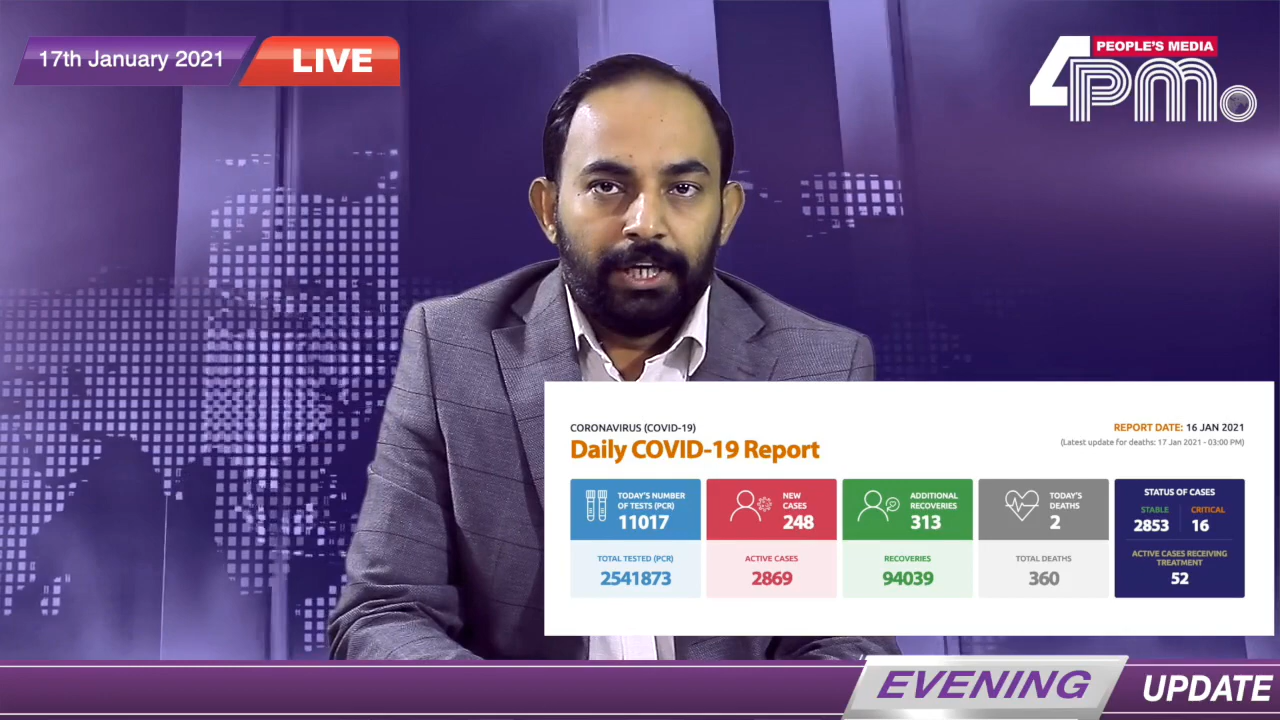 17th January 2021
LIVE
PEOPLE'S MEDIA
4PM
CORONAVIRUS (COVID-19)
Daily COVID-19 Report
REPORT DATE: 16 JAN 2021
(Latest update for deaths: 17 Jan 2021 - 03:00 PM)
TODAY'S NUMBER
OF TESTS (PCR)
11017
TOTAL TESTED (PCR)
2541873
NEW
CASES
248
ACTIVE CASES
2869
ADDITIONAL
RECOVERIES
313
RECOVERIES
94039
TODAY'S
DEATHS
2
TOTAL DEATHS
360
STATUS OF CASES
STABLE CRITICAL
2853 16
ACTIVE CASES RECEIVING
TREATMENT
52
EVENING UPDATE